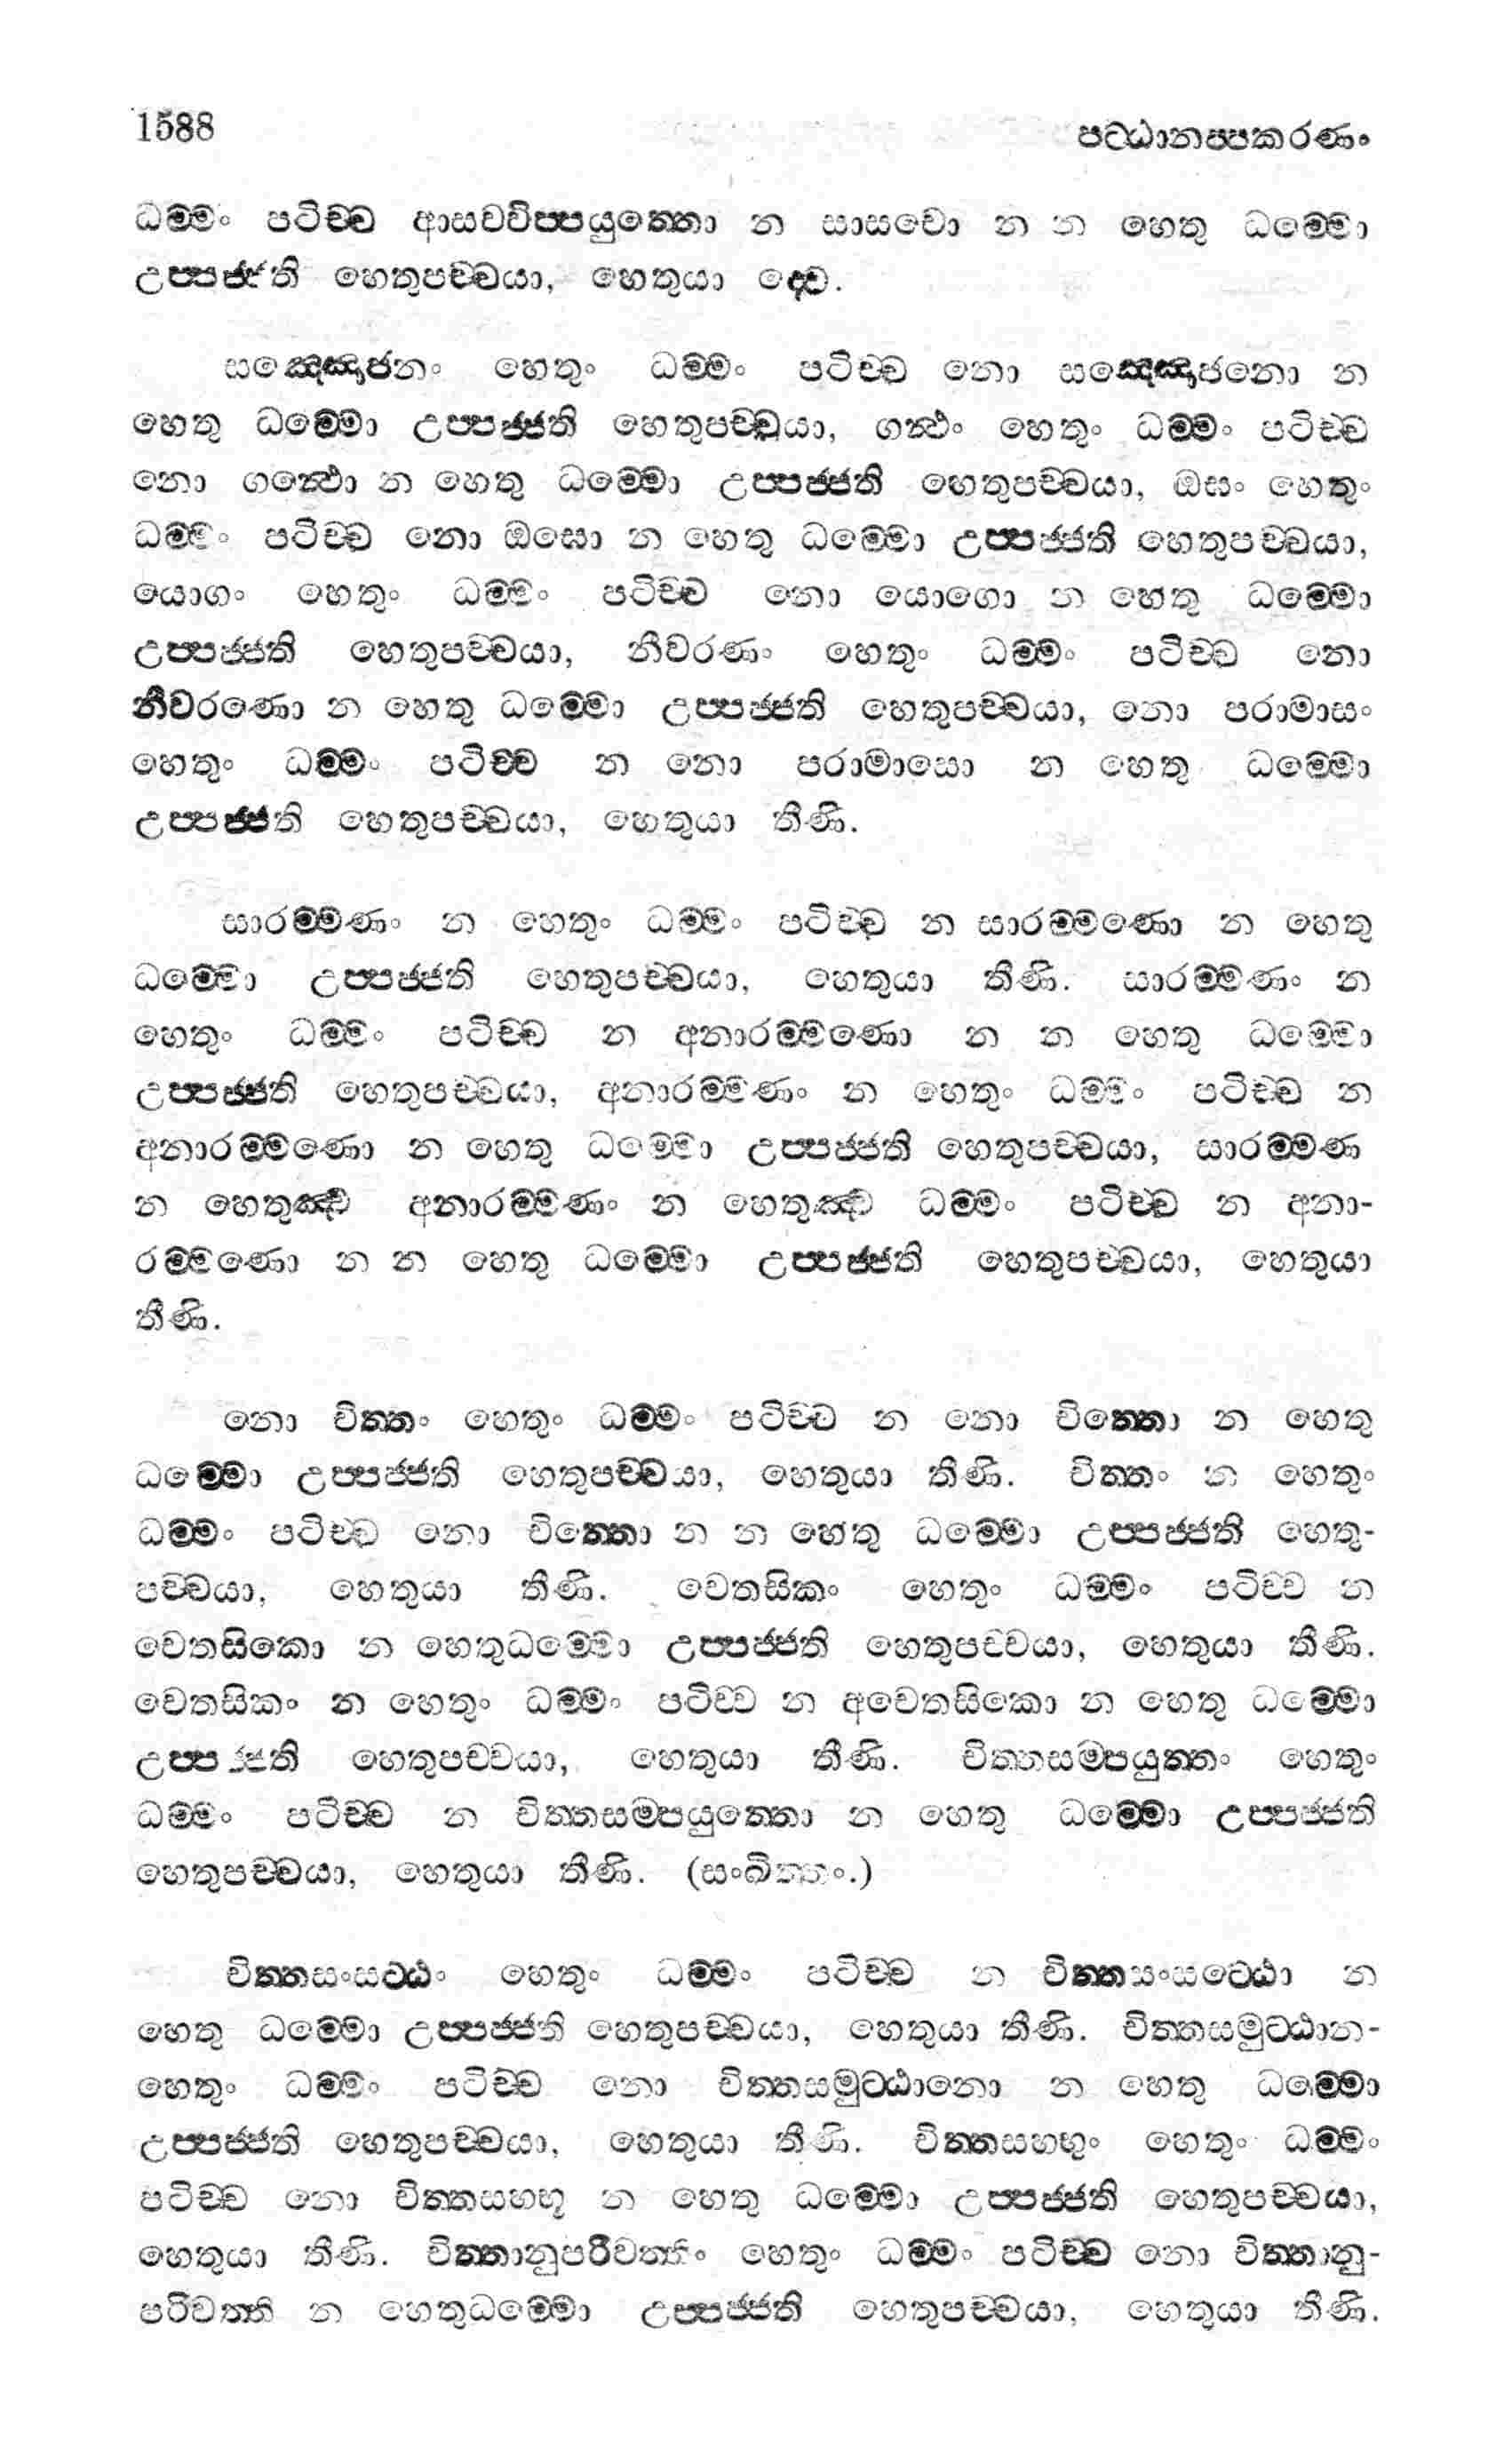 1588 පට්ඨානප්පකරණං
ධම්මං පටිච්ච ආසවවිප්පයුත්තො න සාසවො න න හෙතු ධම්මො
උප්පජ්ජති හෙතුපච්චයා, හෙතුයා ද්වෙ.
සඤ්ඤොජනං හෙතුං ධම්මං පටිච්ච නො සඤ්ඤොජනො න
හෙතු ධම්මො උප්පජ්ජති හෙතුපච්චයා, ගන්ථං හෙතුං ධම්මං පටිච්ච
නො ගන්ථො න හෙතු ධම්මො උප්පජ්ජති හෙතුපච්චයා, ඔඝං හෙතුං
ධම්මං පටිච්ච නො ඔඝො න හෙතු ධම්මො උප්පජ්ජති හෙතුපච්චයා,
යොගං හෙතුං ධම්මං පටිච්ච නො යොගො න හෙතු ධම්මො
උප්පජ්ජති හෙතුපච්චයා, නීවරණං හෙතුං ධම්මං පටිච්ච නො
නීවරණො න හෙතු ධම්මො උප්පජ්ජති හෙතුපච්චයා, නො පරාමාසං
හෙතුං ධම්මං පටිච්ච න නො පරාමාසො න හෙතු ධම්මො
උප්පජ්ජති හෙතුපච්චයා, හෙතුයා තීණි.
සාරම්මණං න හෙතුං ධම්මං පටිච්ච න සාරම්මණො න හෙතු
ධම්මො උප්පජ්ජති හෙතුපච්චයා, හෙතුයා තීණි. සාරම්මණං න
හෙතුං ධම්මං පටිච්ච න අනාරම්මණො න න හෙතු ධම්මො
උප්පජ්ජති හෙතුපච්චයා, අනාරම්මණං න හෙතුං ධම්මං පටිච්ච න
අනාරම්මණො න හෙතු ධම්මො උප්පජ්ජති හෙතුපච්චයා, සාරම්මණ
න හෙතුඤ්ච අනාරම්මණං න හෙතුඤ්ච ධම්මං පටිච්ච න අනා-
රම්මණො න න හෙතු ධම්මො උප්පජ්ජති හෙතුපච්චයා, හෙතුයා
තීණි.
නො චිත්තං හෙතුං ධම්මං පටිච්ච න නො චිත්තො න හෙතු
ධම්මො උප්පජ්ජති හෙතුපච්චයා, හෙතුයා තීණි. චිත්තං න හෙතුං
ධම්මං පටිච්ච නො චිත්තො න න හෙතු ධම්මො උප්පජ්ජති හෙතු-
පච්චයා, හෙතුයා තීණි. චෙතසිකං හෙතුං ධම්මං පටිච්ච න
චෙතසිකො න හෙතුධම්මො උප්පජ්ජති හෙතුපච්චයා, හෙතුයා තීණි.
චෙතසිකං න හෙතුං ධම්මං පටිච්ච න අචෙතසිකො න හෙතු ධම්මො
උප්පජ්ජති හෙතුපච්චයා, හෙතුයා තීණි. චිත්තසම්පයුත්තං හෙතුං
ධම්මං පටිච්ච න චිත්තසම්පයුත්තො න හෙතු ධම්මො උප්පජ්ජති
හෙතුපච්චයා, හෙතුයා තීණි. (සංඛිත්තං.)
චිත්තසංසට්ඨං හෙතුං ධම්මං පටිච්ච න චිත්තසංසට්ඨො න
හෙතු ධම්මො උප්පජ්ජති හෙතුපච්චයා, හෙතුයා තීණි. චිත්තසමුට්ඨාන-
හෙතුං ධම්මං පටිච්ච නො චිත්තසමුට්ඨානො න හෙතු ධම්මො
උප්පජ්ජති හෙතුපච්චයා, හෙතුයා තීණි. චිත්තසහභුං හෙතුං ධම්මං
පටිච්ච නො චිත්තසහභූ න හෙතු ධම්මො උප්පජ්ජති හෙතුපච්චයා,
හෙතුයා තීණි. චිත්තානුපරිවත්තිං හෙතුං ධම්මං පටිච්ච නො චිත්තානු-
පරිවත්ති න හෙතුධම්මො උප්පජ්ජති හෙතුපච්චයා, හෙතුයා තීණි.